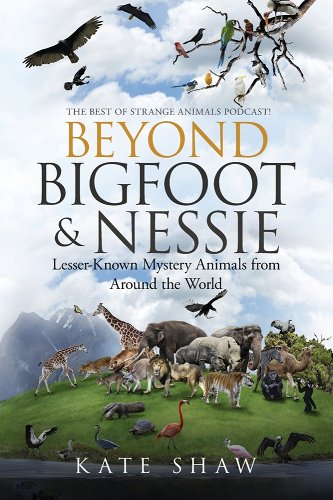 THE BEST OF STRANGE ANIMALS PODCAST!
BEYOND
BIGFOOT
& NESSIE
Lesser-Known Mystery Animals from
Around the World
KATE SHAW